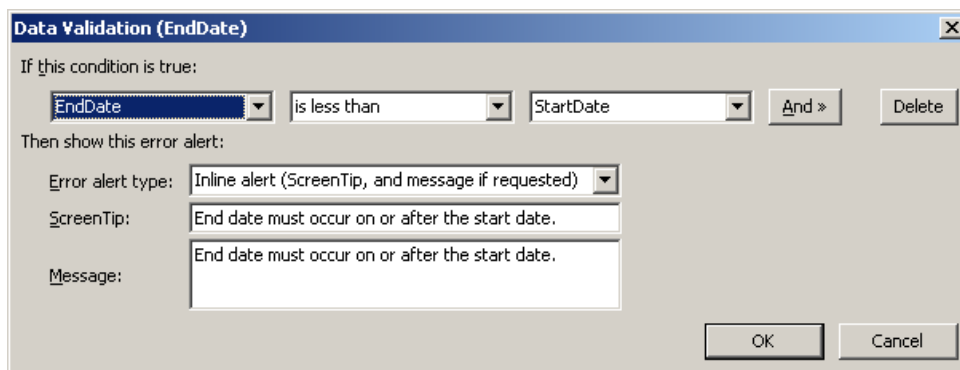 Data Validation (EndDate)
If this condition is true:
EndDate is less than StartDate And » Delete
Then show this error alert:
Error alert type: Inline alert (ScreenTip, and message if requested)
ScreenTip: End date must occur on or after the start date.
Message: End date must occur on or after the start date.
OK Cancel